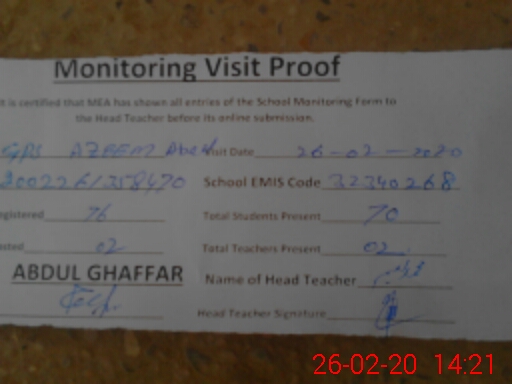 Monitoring Visit Proof
It is certified that MEA has shown all entries of the School Monitoring Form to
the Head Teacher before its online submission.
GPS AZEEM Visit Date 26-02-2020
School EMIS Code 32340268
egistered 76 Total Students Present 70
osted 02 Total Teachers Present 02
ABDUL GHAFFAR Name of Head Teacher
Head Teacher Signature
26-02-20 14:21